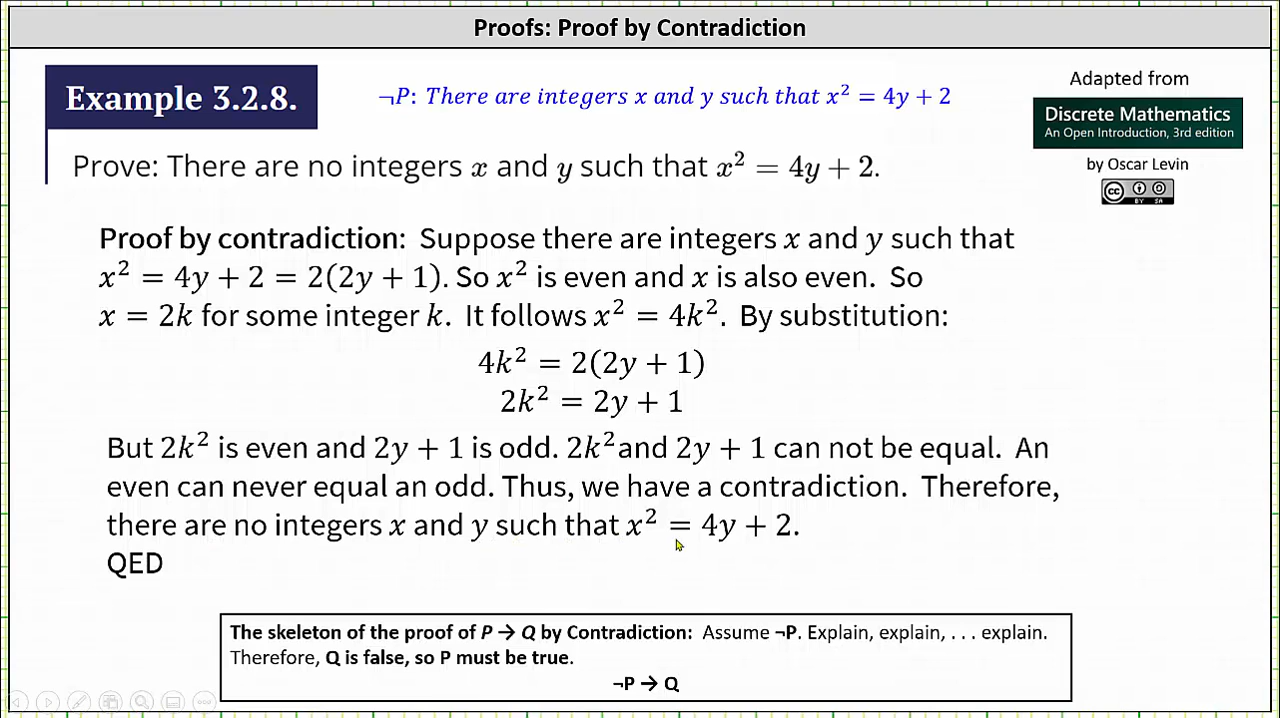 Proofs: Proof by Contradiction
Example 3.2.8.
¬P: There are integers x and y such that x² = 4y + 2
Adapted from
Discrete Mathematics
An Open Introduction, 3rd edition
by Oscar Levin
CC BY SA
Prove: There are no integers x and y such that x² = 4y + 2.
Proof by contradiction: Suppose there are integers x and y such that
x² = 4y + 2 = 2(2y + 1). So x² is even and x is also even. So
x = 2k for some integer k. It follows x² = 4k². By substitution:
4k² = 2(2y + 1)
2k² = 2y + 1
But 2k² is even and 2y + 1 is odd. 2k² and 2y + 1 can not be equal. An
even can never equal an odd. Thus, we have a contradiction. Therefore,
there are no integers x and y such that x² = 4y + 2.
QED
The skeleton of the proof of P → Q by Contradiction: Assume ¬P. Explain, explain, . . . explain.
Therefore, Q is false, so P must be true.
¬P → Q